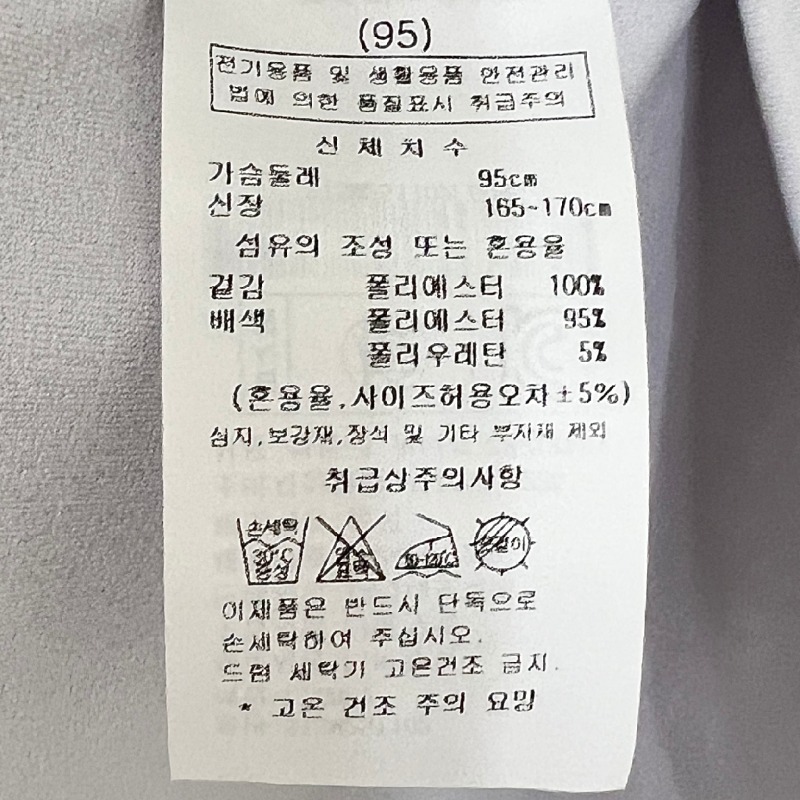 (95)
전기용품 및 생활용품 안전관리
법에 의한 품질표시 취급주의
신 체 치 수
가슴둘레 95cm
신장 165~170cm
섬유의 조성 또는 혼용율
겉감 폴리에스터 100%
배색 폴리에스터 95%
폴리우레탄 5%
(혼용율,사이즈허용오차±5%)
심지,보강재,장식 및 기타 부자재 제외
취급상주의사항
손세탁
30℃
중성
이제품은 반드시 단독으로
손세탁하여 주십시오.
드럼 세탁기 고온건조 금지.
* 고온 건조 주의 요망